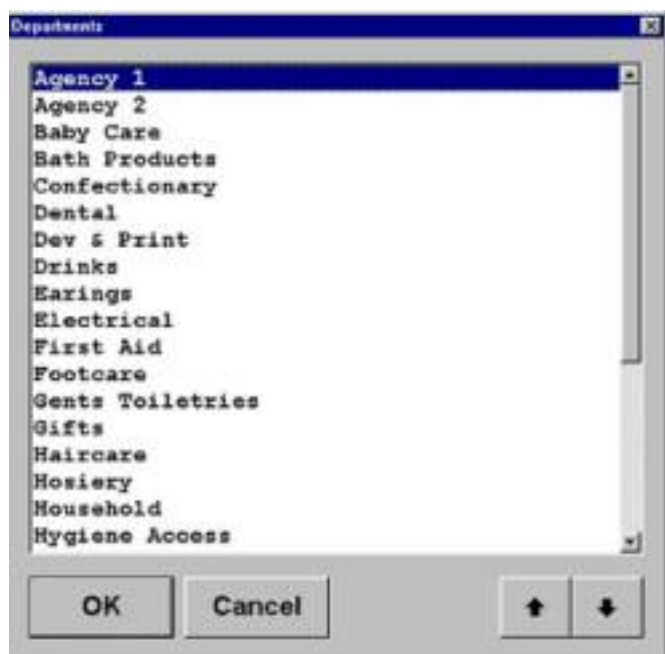 Departments
Agency 1
Agency 2
Baby Care
Bath Products
Confectionary
Dental
Dev & Print
Drinks
Earings
Electrical
First Aid
Footcare
Gents Toiletries
Gifts
Haircare
Hosiery
Household
Hygiene Access
OK Cancel